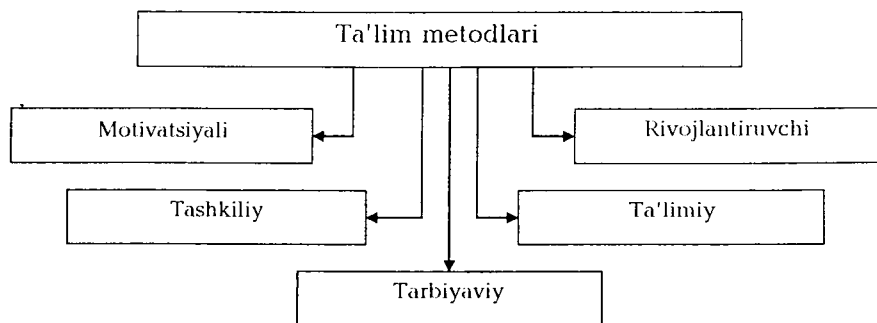 Ta'lim metodlari
Motivatsiyali
Rivojlantiruvchi
Tashkiliy
Ta'limiy
Tarbiyaviy